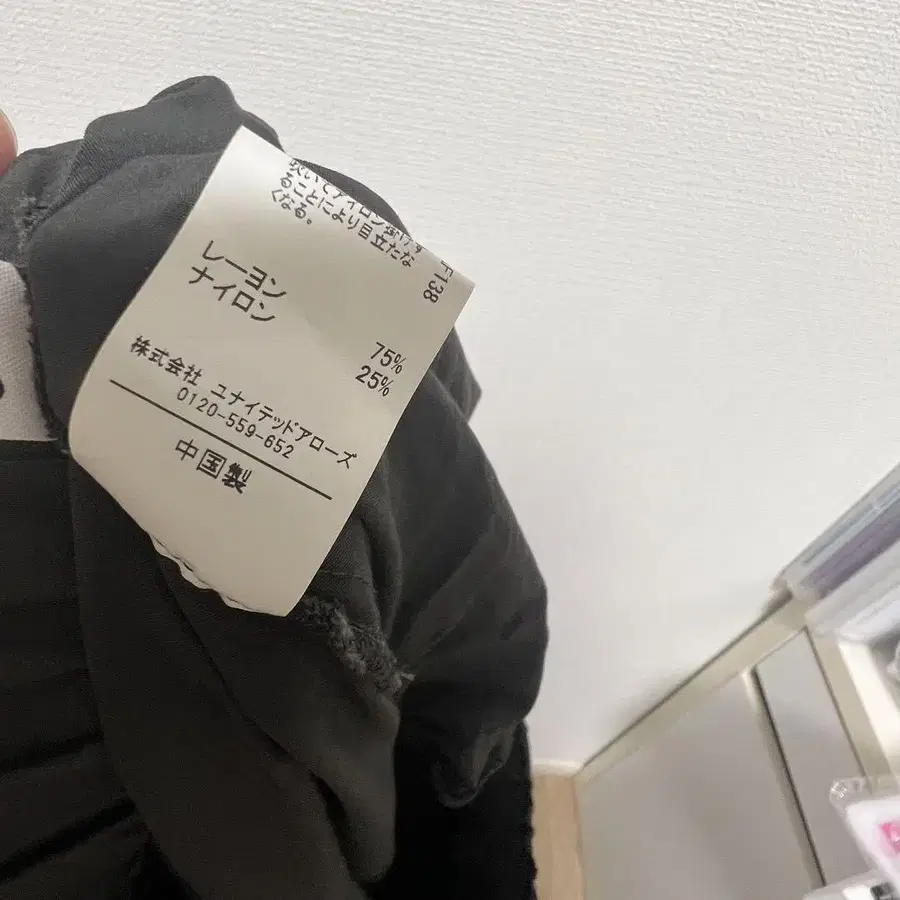 吹いてアイロン掛けす
ることにより目立たな
くなる。
F138
レーヨン 75%
ナイロン 25%
株式会社 ユナイテッドアローズ
0120-559-652
中国製